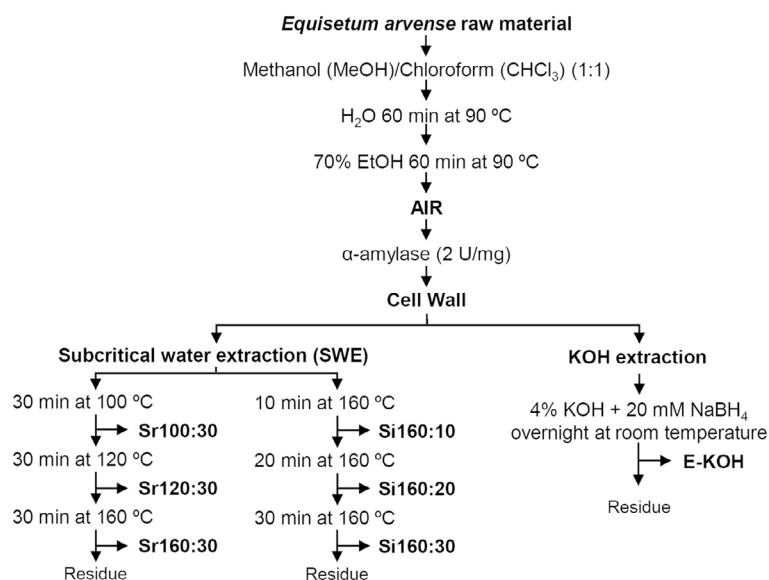 Equisetum arvense raw material
Methanol (MeOH)/Chloroform (CHCl₃) (1:1)
H₂O 60 min at 90 ºC
70% EtOH 60 min at 90 ºC
AIR
α-amylase (2 U/mg)
Cell Wall
Subcritical water extraction (SWE)
30 min at 100 ºC
Sr100:30
30 min at 120 ºC
Sr120:30
30 min at 160 ºC
Sr160:30
Residue
10 min at 160 ºC
Si160:10
20 min at 160 ºC
Si160:20
30 min at 160 ºC
Si160:30
Residue
KOH extraction
4% KOH + 20 mM NaBH₄
overnight at room temperature
E-KOH
Residue